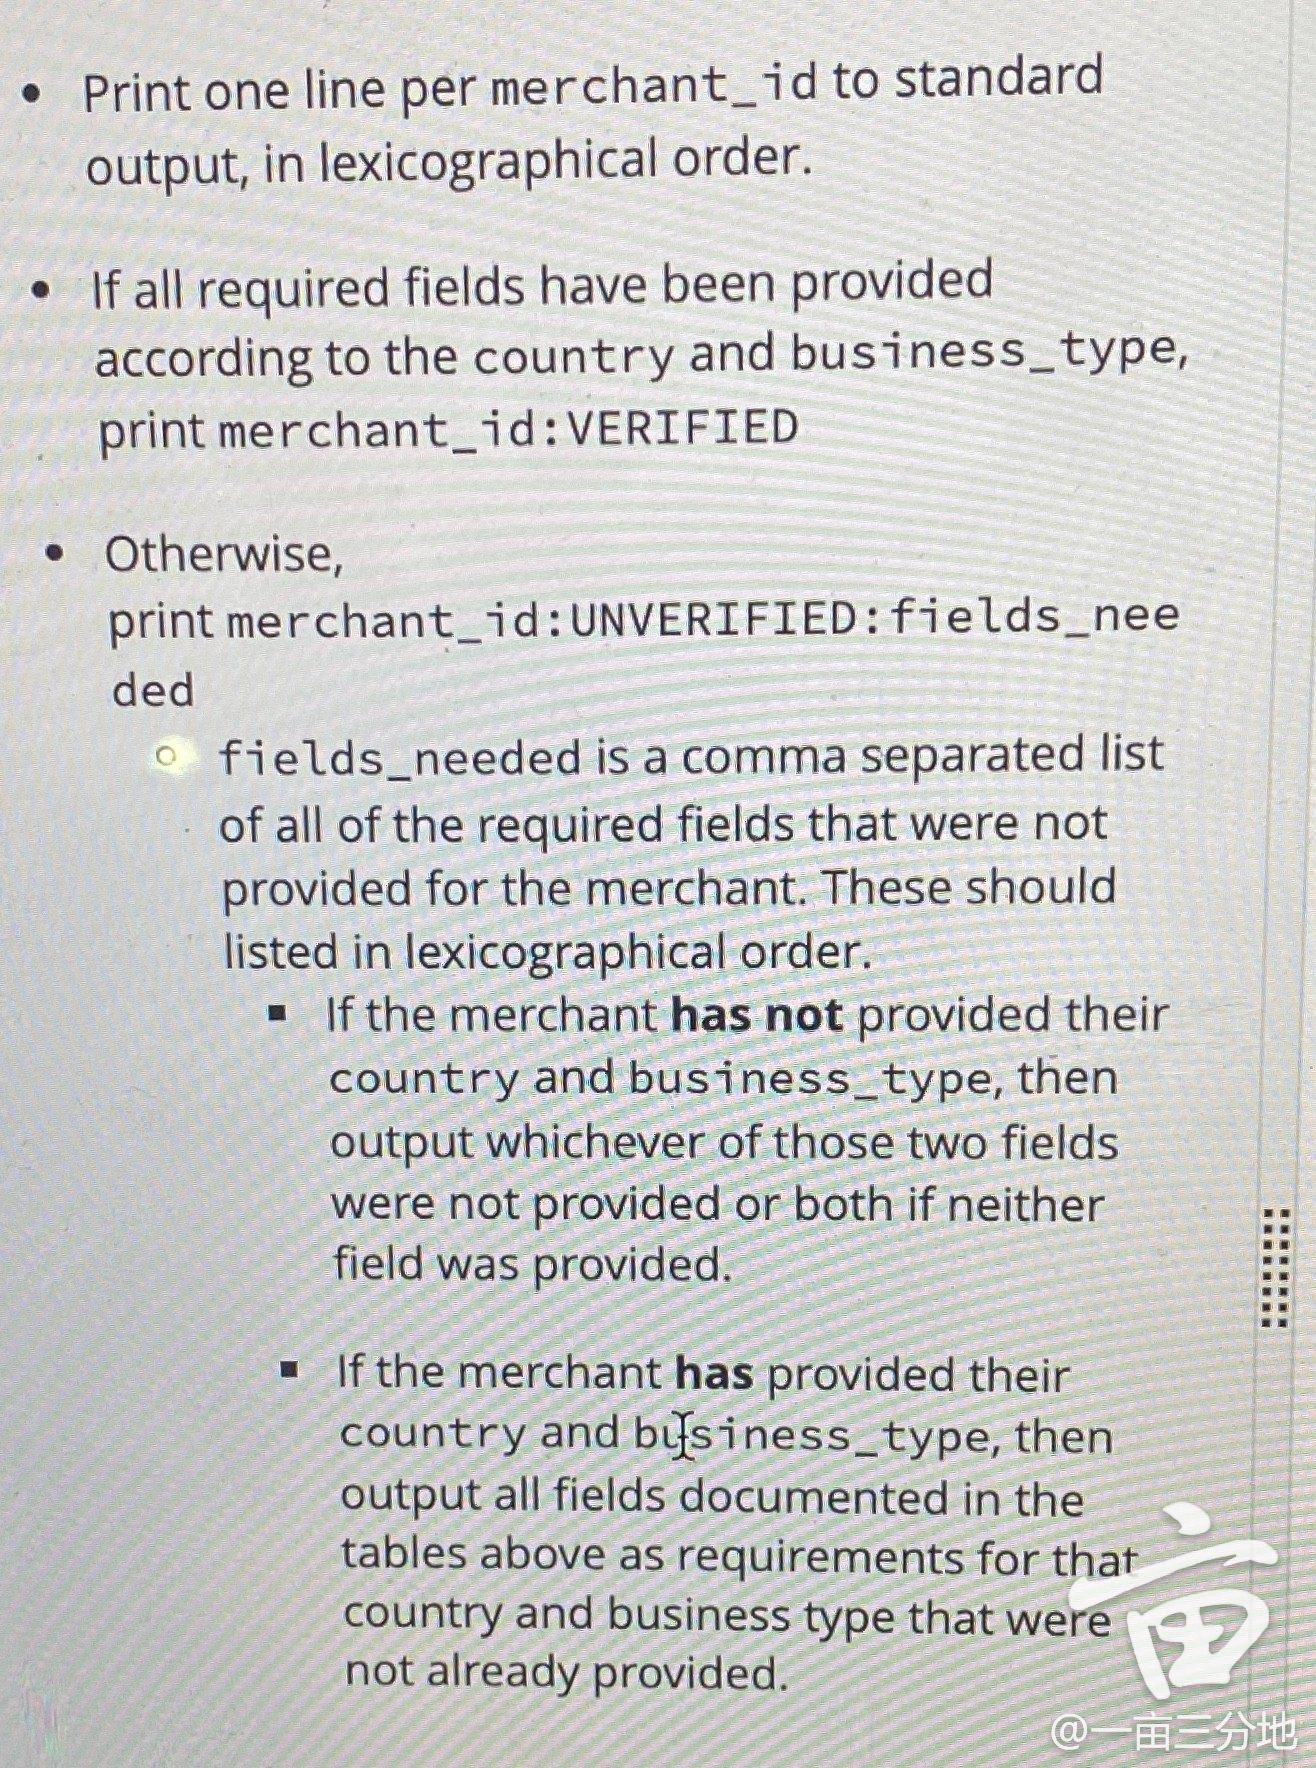 • Print one line per merchant_id to standard
output, in lexicographical order.
• If all required fields have been provided
according to the country and business_type,
print merchant_id:VERIFIED
• Otherwise,
print merchant_id:UNVERIFIED:fields_nee
ded
○ fields_needed is a comma separated list
of all of the required fields that were not
provided for the merchant. These should
listed in lexicographical order.
▪ If the merchant has not provided their
country and business_type, then
output whichever of those two fields
were not provided or both if neither
field was provided.
▪ If the merchant has provided their
country and business_type, then
output all fields documented in the
tables above as requirements for that
country and business type that were
not already provided.
亩
@一亩三分地